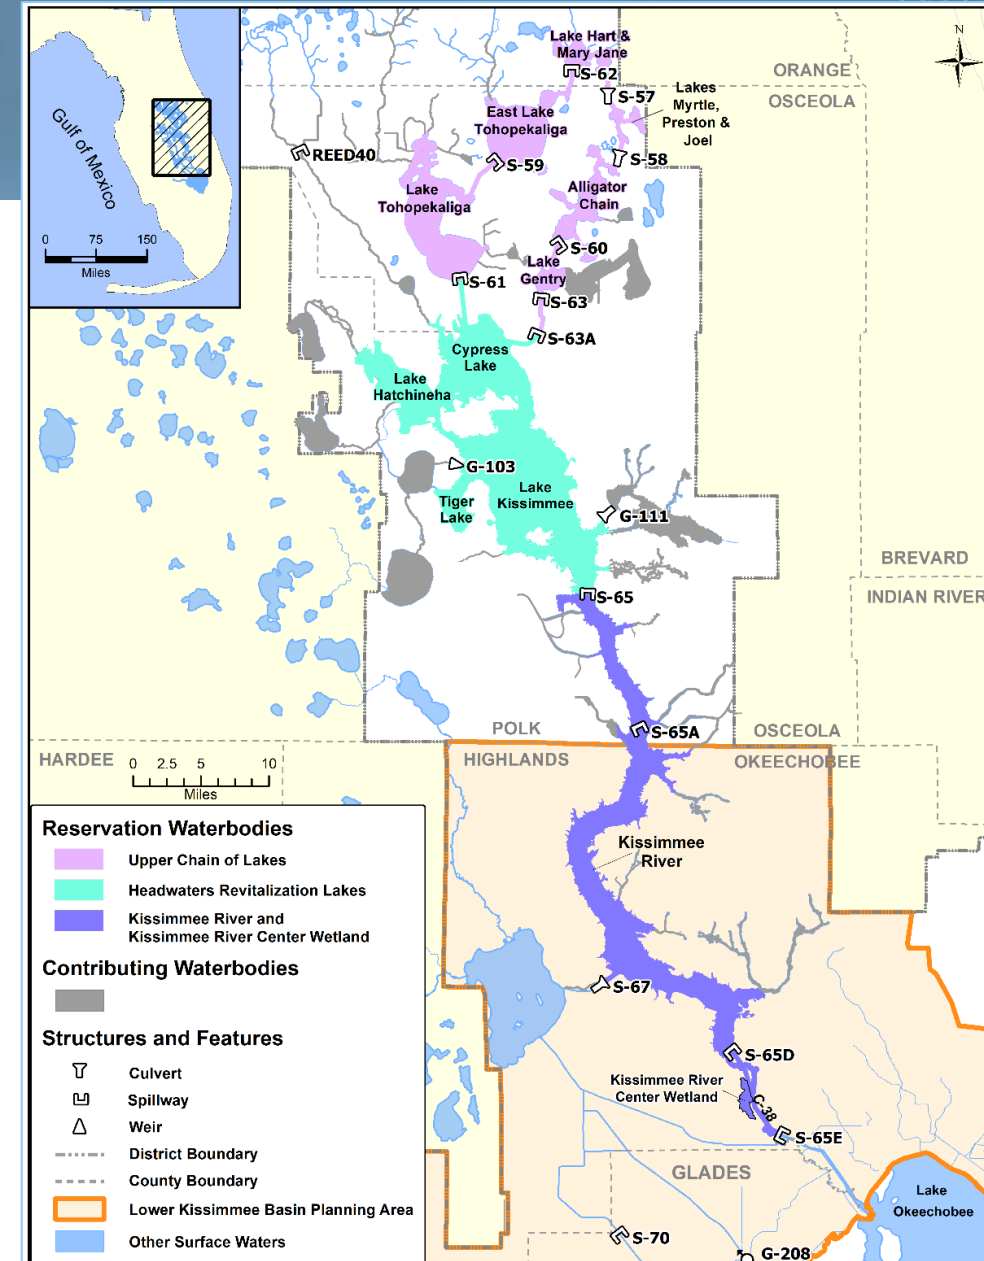 N
Lake Hart &
Mary Jane
S-62
ORANGE
OSCEOLA
S-57
Lakes
Myrtle,
Preston &
Joel
East Lake
Tohopekaliga
REED40
S-59
S-58
Lake
Tohopekaliga
Alligator
Chain
S-60
Lake
Gentry
S-61
S-63
S-63A
Gulf of Mexico
0 75 150
Miles
Cypress
Lake
Lake
Hatchineha
G-103
Lake
Kissimmee
Tiger
Lake
G-111
BREVARD
INDIAN RIVER
S-65
S-65A
POLK
OSCEOLA
HARDEE
HIGHLANDS
OKEECHOBEE
0 2.5 5 10
Miles
Kissimmee
River
S-67
S-65D
Kissimmee River
Center Wetland
C-38
S-65E
GLADES
Lake
Okeechobee
S-70
G-208
Reservation Waterbodies
Upper Chain of Lakes
Headwaters Revitalization Lakes
Kissimmee River and
Kissimmee River Center Wetland
Contributing Waterbodies
Structures and Features
Culvert
Spillway
Weir
District Boundary
County Boundary
Lower Kissimmee Basin Planning Area
Other Surface Waters